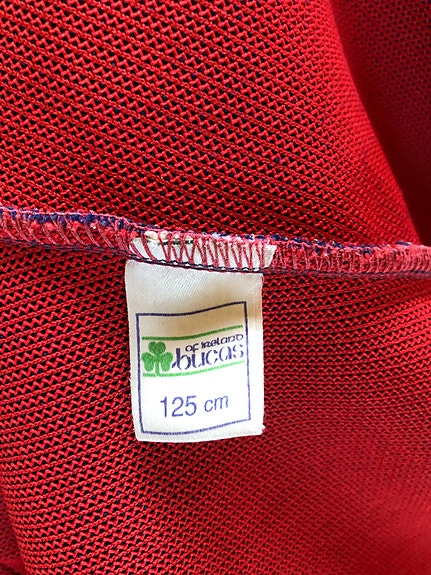 of Ireland
bucas
125 cm